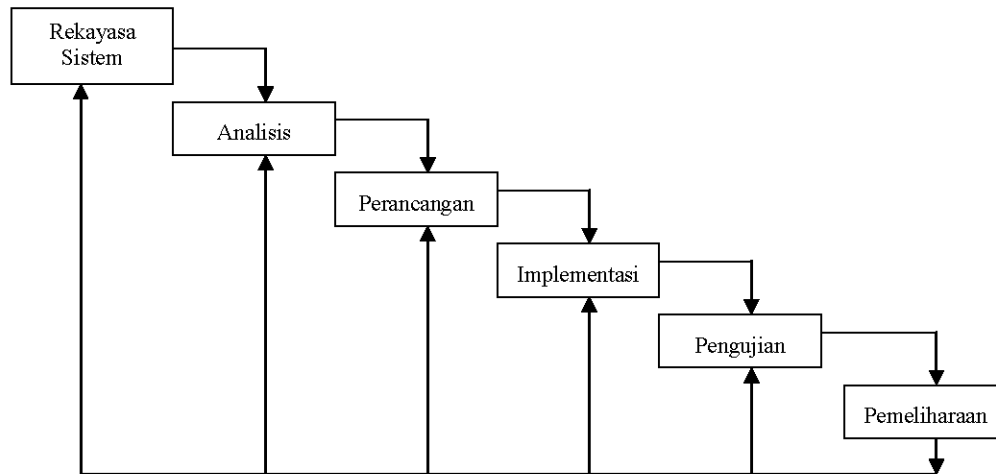 Rekayasa
Sistem
Analisis
Perancangan
Implementasi
Pengujian
Pemeliharaan